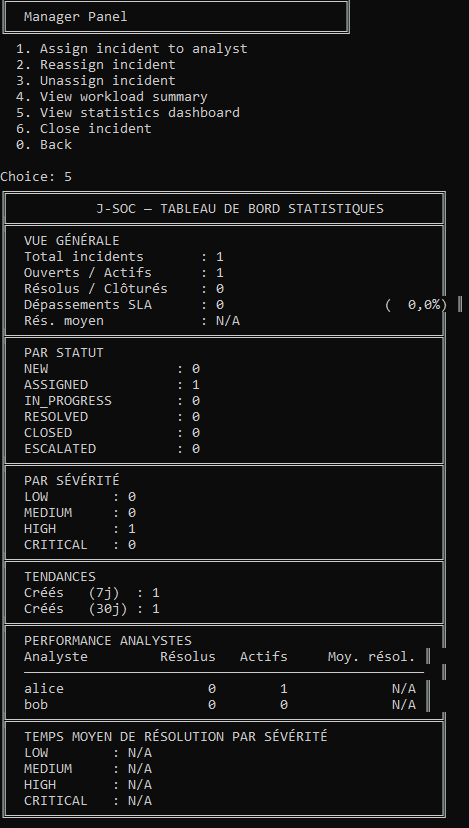 Manager Panel
1. Assign incident to analyst
2. Reassign incident
3. Unassign incident
4. View workload summary
5. View statistics dashboard
6. Close incident
0. Back
Choice: 5
J-SOC — TABLEAU DE BORD STATISTIQUES
VUE GÉNÉRALE
Total incidents : 1
Ouverts / Actifs : 1
Résolus / Clôturés : 0
Dépassements SLA : 0 ( 0,0%)
Rés. moyen : N/A
PAR STATUT
NEW : 0
ASSIGNED : 1
IN_PROGRESS : 0
RESOLVED : 0
CLOSED : 0
ESCALATED : 0
PAR SÉVÉRITÉ
LOW : 0
MEDIUM : 0
HIGH : 1
CRITICAL : 0
TENDANCES
Créés (7j) : 1
Créés (30j) : 1
PERFORMANCE ANALYSTES
Analyste Résolus Actifs Moy. résol.
alice 0 1 N/A
bob 0 0 N/A
TEMPS MOYEN DE RÉSOLUTION PAR SÉVÉRITÉ
LOW : N/A
MEDIUM : N/A
HIGH : N/A
CRITICAL : N/A